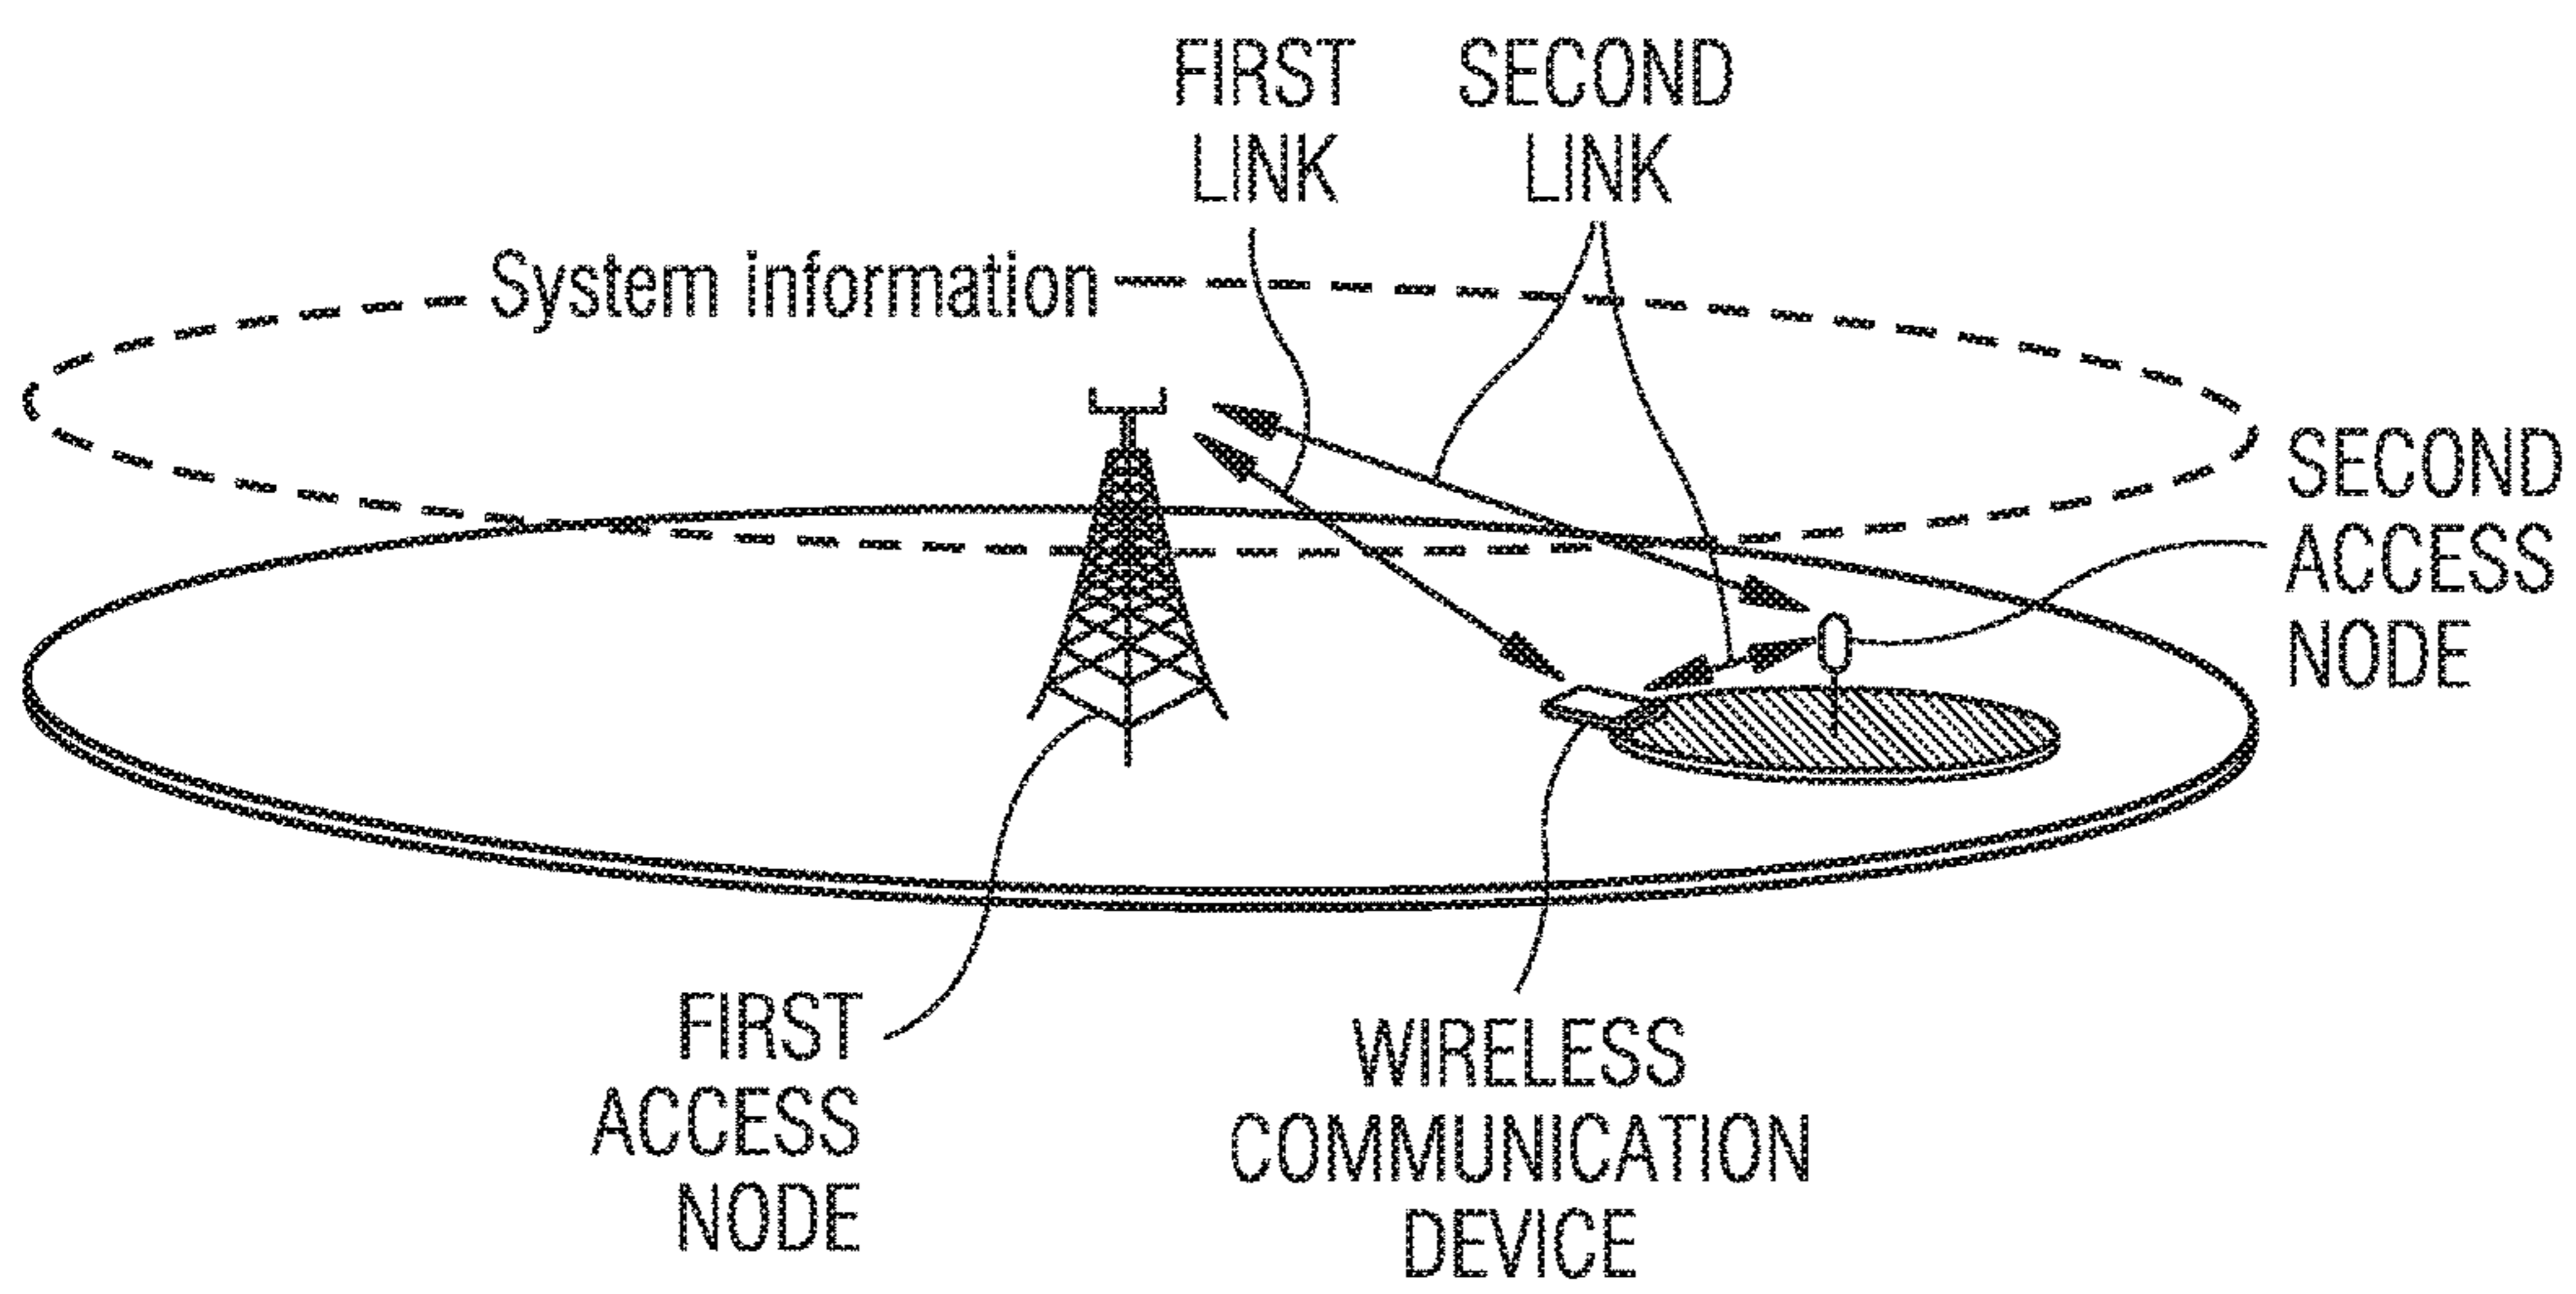 FIRST
LINK
SECOND
LINK
System information
SECOND
ACCESS
NODE
FIRST
ACCESS
NODE
WIRELESS
COMMUNICATION
DEVICE